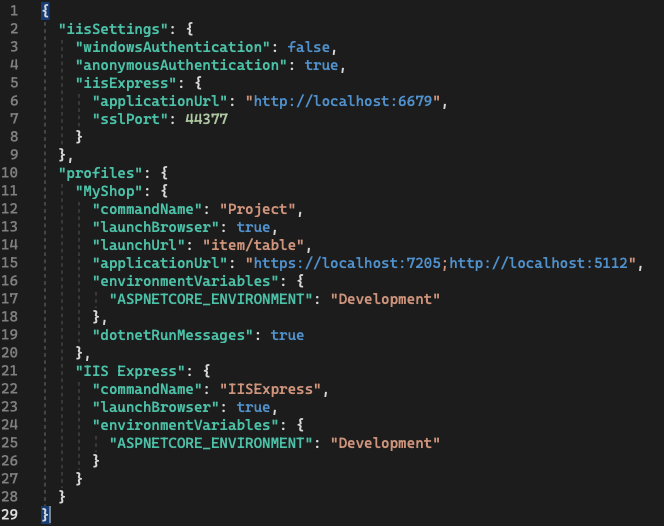 1 {
2   "iisSettings": {
3     "windowsAuthentication": false,
4     "anonymousAuthentication": true,
5     "iisExpress": {
6       "applicationUrl": "http://localhost:6679",
7       "sslPort": 44377
8     }
9   },
10   "profiles": {
11     "MyShop": {
12       "commandName": "Project",
13       "launchBrowser": true,
14       "launchUrl": "item/table",
15       "applicationUrl": "https://localhost:7205;http://localhost:5112",
16       "environmentVariables": {
17         "ASPNETCORE_ENVIRONMENT": "Development"
18       },
19       "dotnetRunMessages": true
20     },
21     "IIS Express": {
22       "commandName": "IISExpress",
23       "launchBrowser": true,
24       "environmentVariables": {
25         "ASPNETCORE_ENVIRONMENT": "Development"
26       }
27     }
28   }
29 }